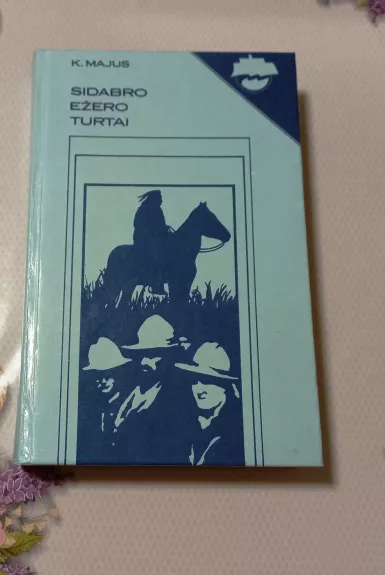 K. MAJUS
SIDABRO
EŽERO
TURTAI